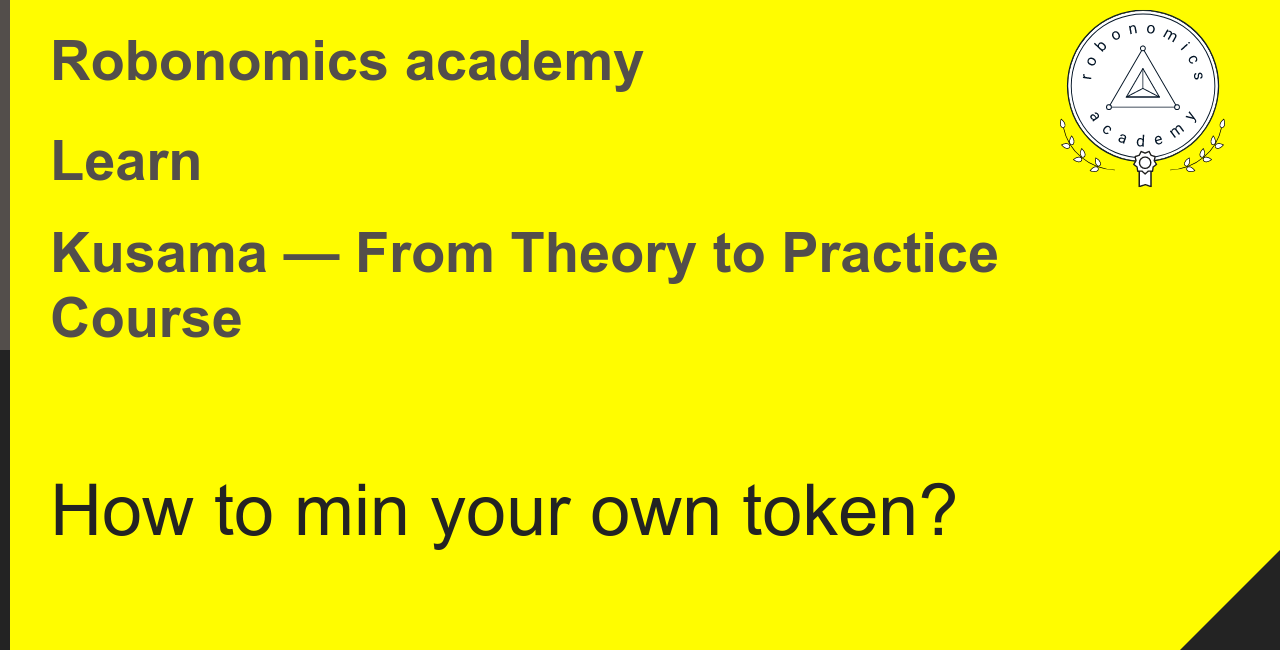 Robonomics academy
Learn
Kusama — From Theory to Practice
Course
How to min your own token?
robonomics
academy